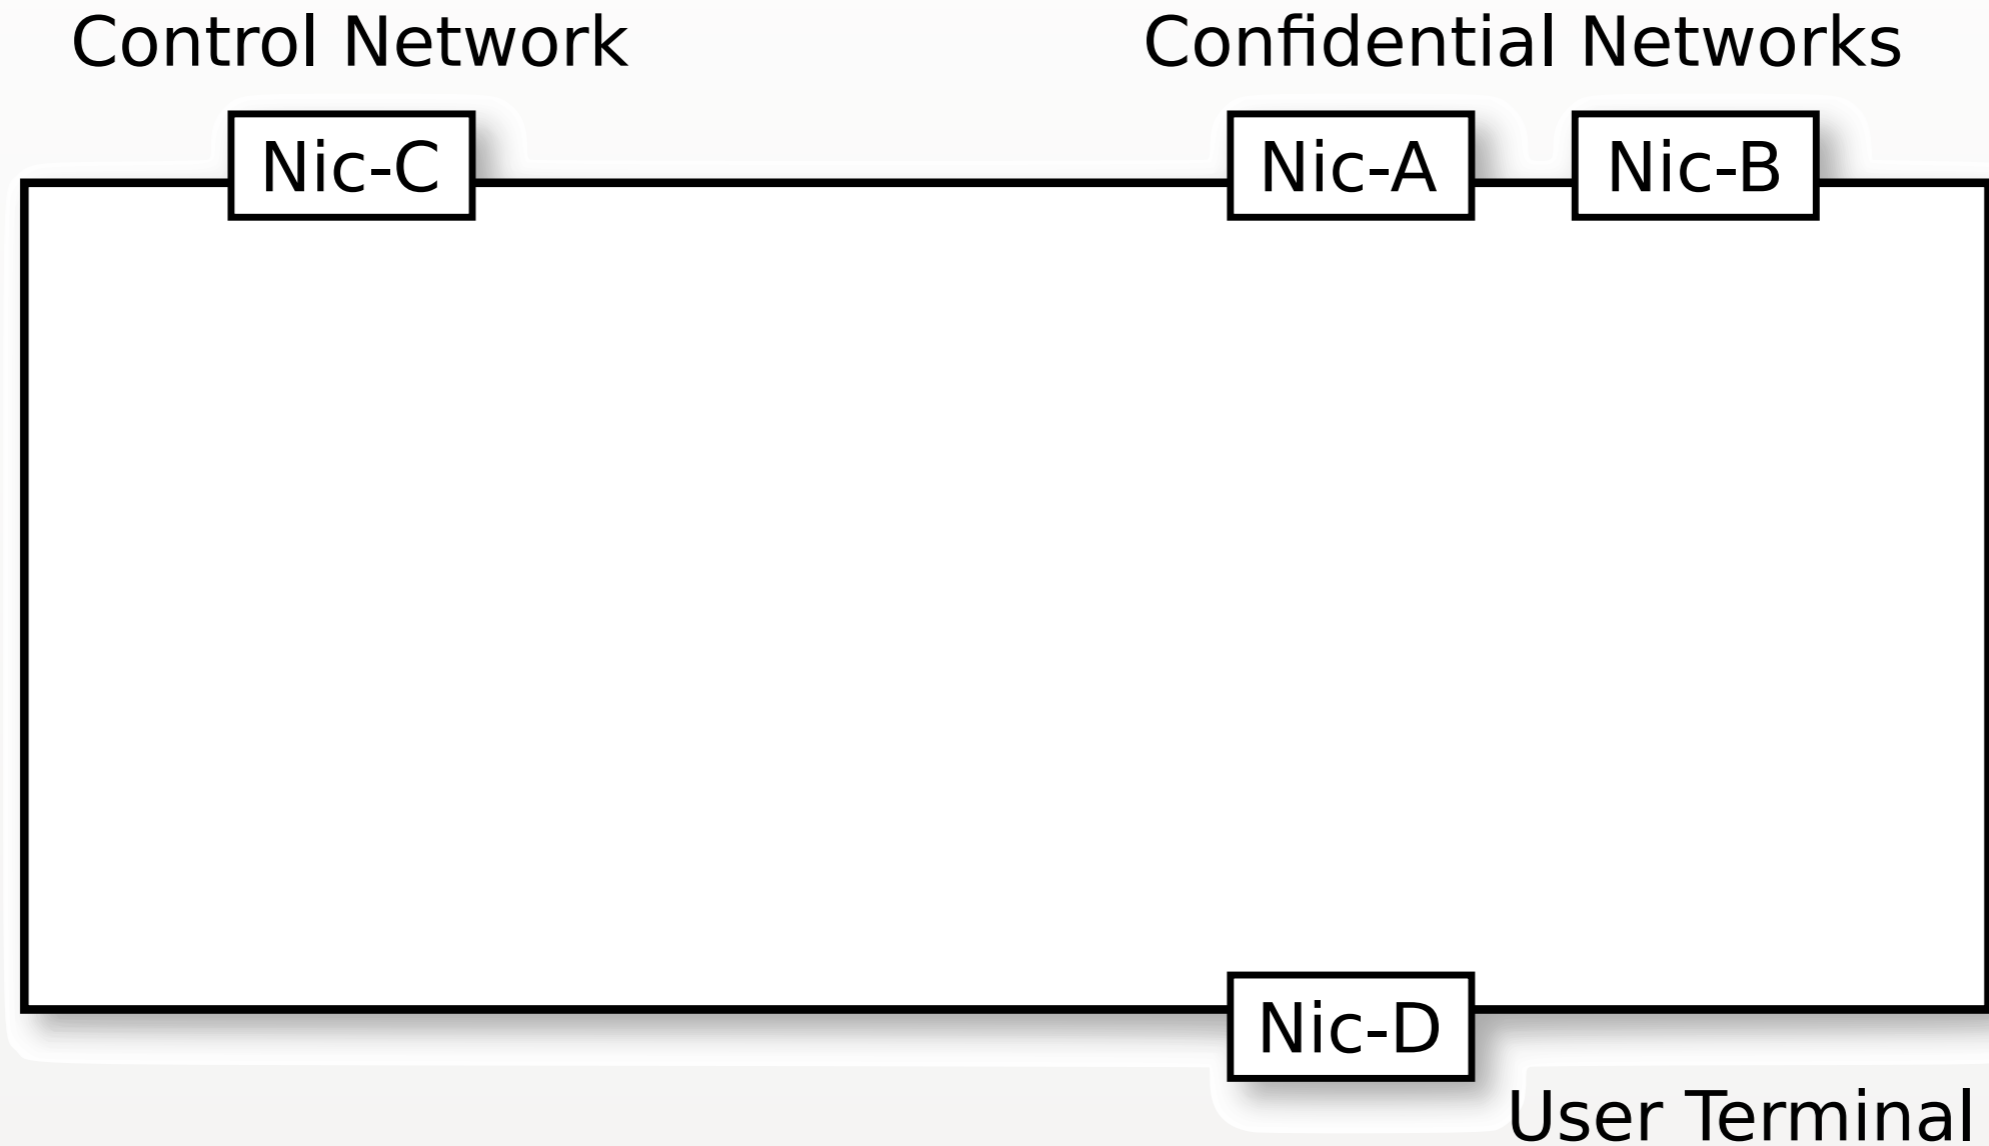 Control Network
Confidential Networks
Nic-C
Nic-A
Nic-B
Nic-D
User Terminal